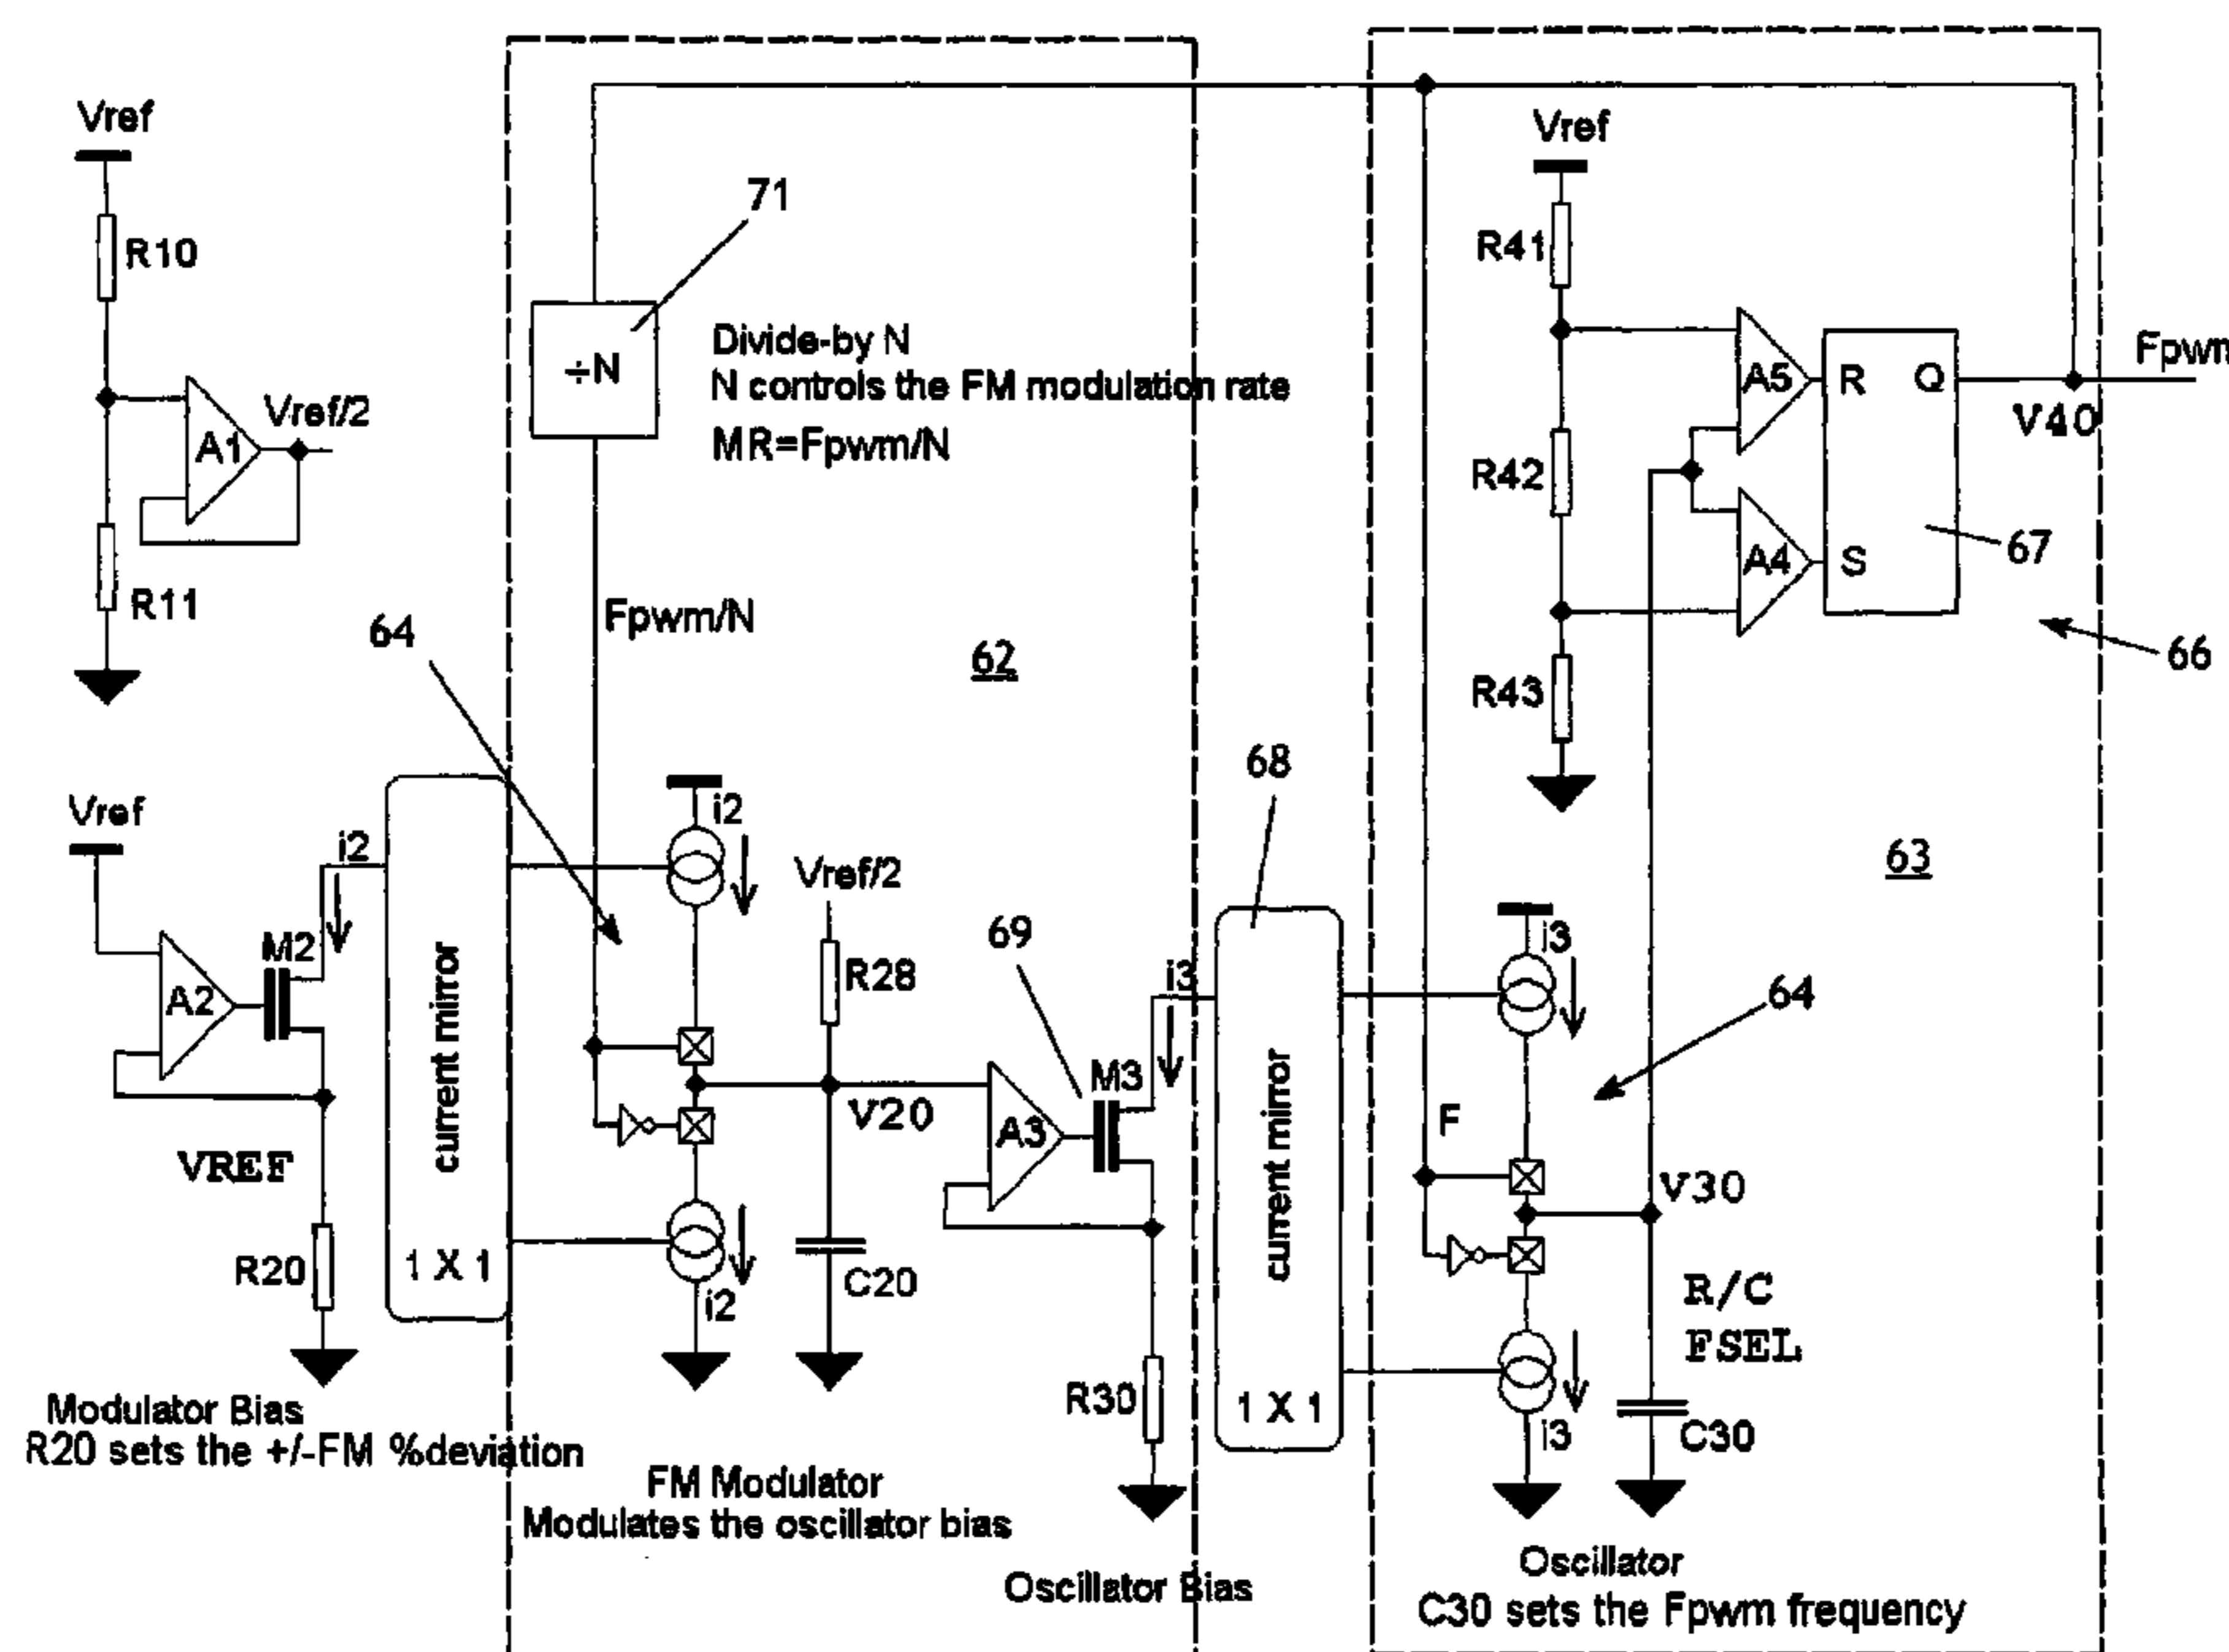 Vref
R10
A1
Vref/2
R11
71
÷N
Divide-by N
N controls the FM modulation rate
MR=Fpwm/N
Vref
R41
R42
R43
A5
A4
R
Q
S
V40
67
66
64
Fpwm/N
62
63
68
Vref
i2
M2
A2
VREF
R20
current mirror
1 X 1
i2
i2
Vref/2
R28
V20
C20
69
A3
M3
i3
R30
current mirror
1 X 1
i3
i3
64
F
V30
R/C
FSEL
C30
Modulator Bias
R20 sets the +/-FM %deviation
FM Modulator
Modulates the oscillator bias
Oscillator Bias
Oscillator
C30 sets the Fpwm frequency